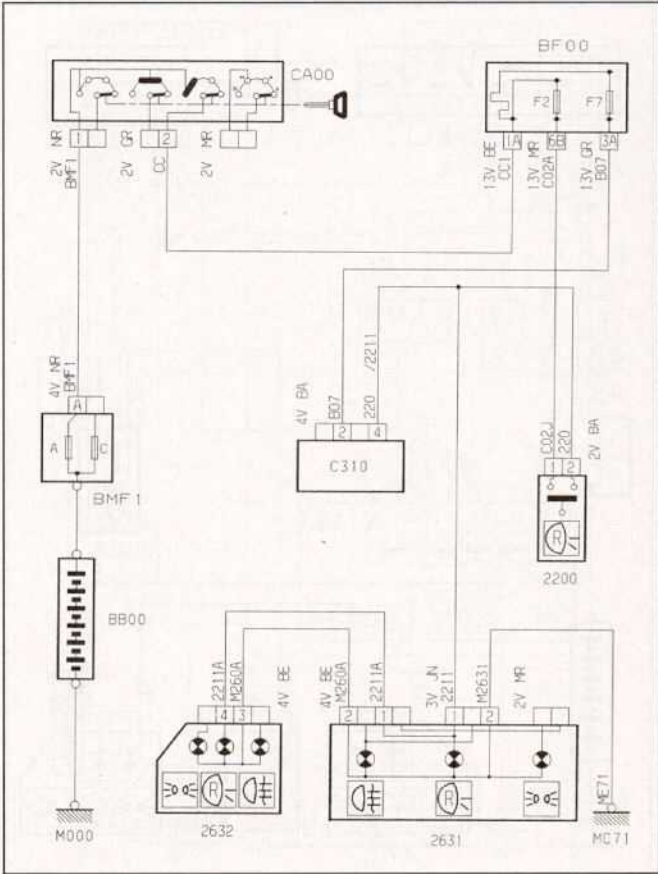 BF00
CA00
F2 F7
1 2
1A 6B 3A
2V NR
BMF1
2V GR
CC
2V MR
13V BE
CC1
13V MR
C02A
13V GR
B07
4V NR
BMF1
A
A C
BMF1
4V BA
B07
220
/2211
2 4
C310
C02J
220
2V BA
1 2
R
2200
BB00
2211A
M260A
4V BE
4V BE
M260A
2211A
3V JN
2211
M2631
2V MR
4 3
2 1 1 2
R
R
ME71
M000
2632
2631
MC71